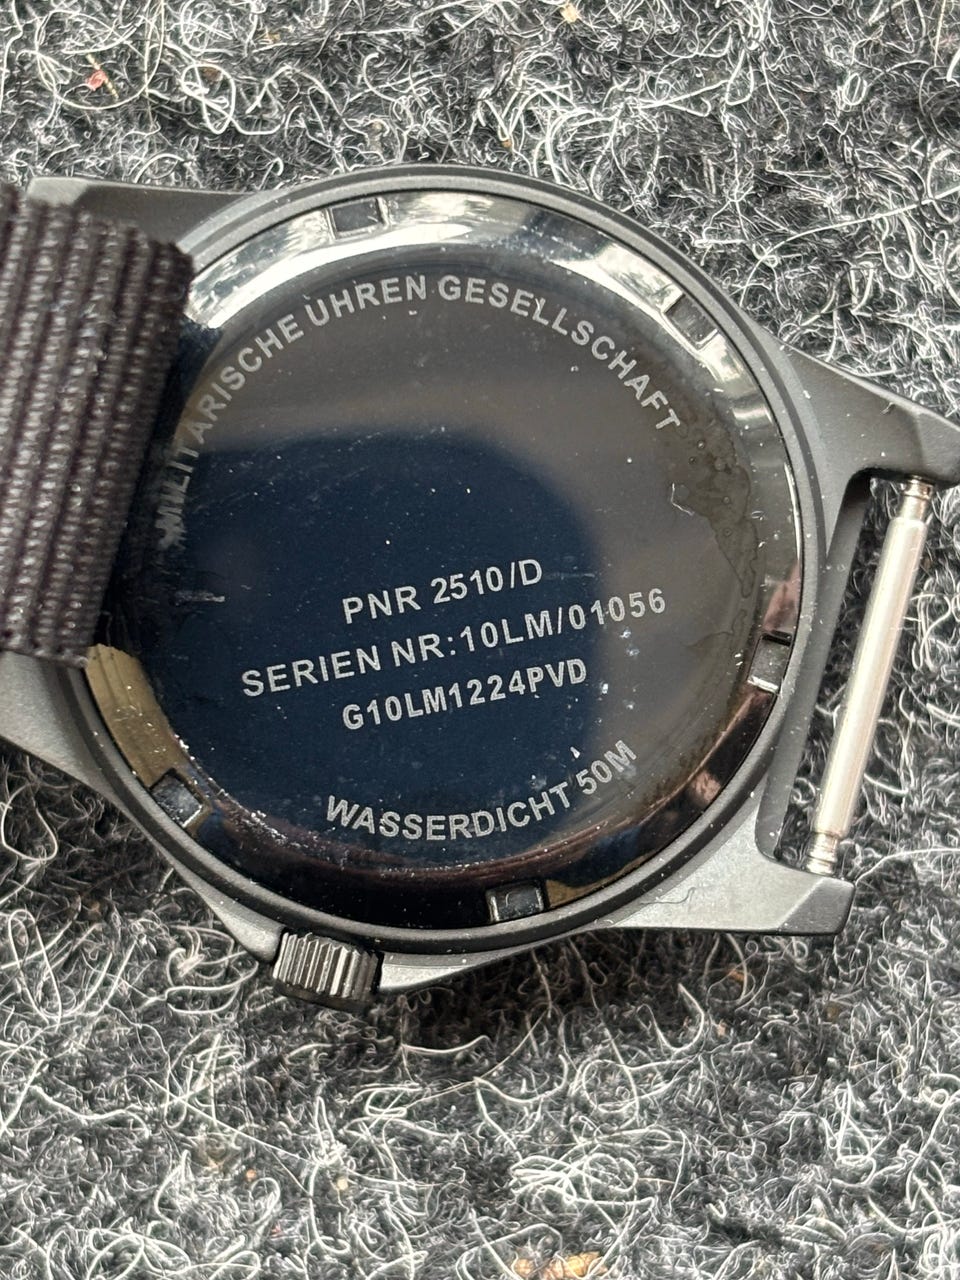 MILITARISCHE UHREN GESELLSCHAFT
PNR 2510/D
SERIEN NR:10LM/01056
G10LM1224PVD
WASSERDICHT 50M